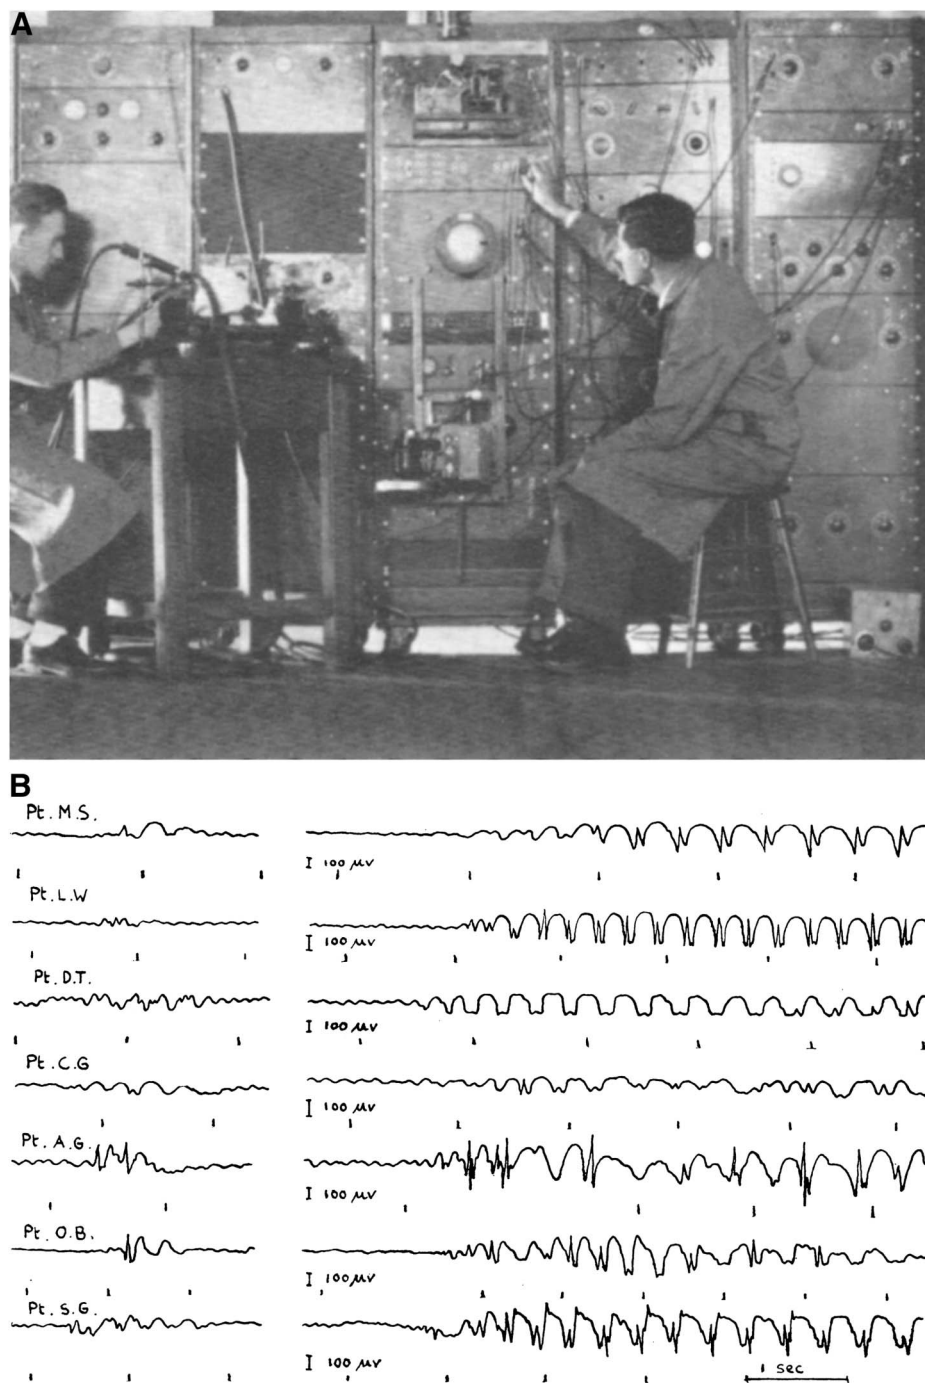 A
B
Pt. M.S.
I 100 μv
Pt. L.W
I 100 μv
Pt. D.T.
I 100 μv
Pt. C.G
I 100 μv
Pt. A.G.
I 100 μv
Pt. O.B.
I 100 μv
Pt. S.G.
I 100 μv
1 sec